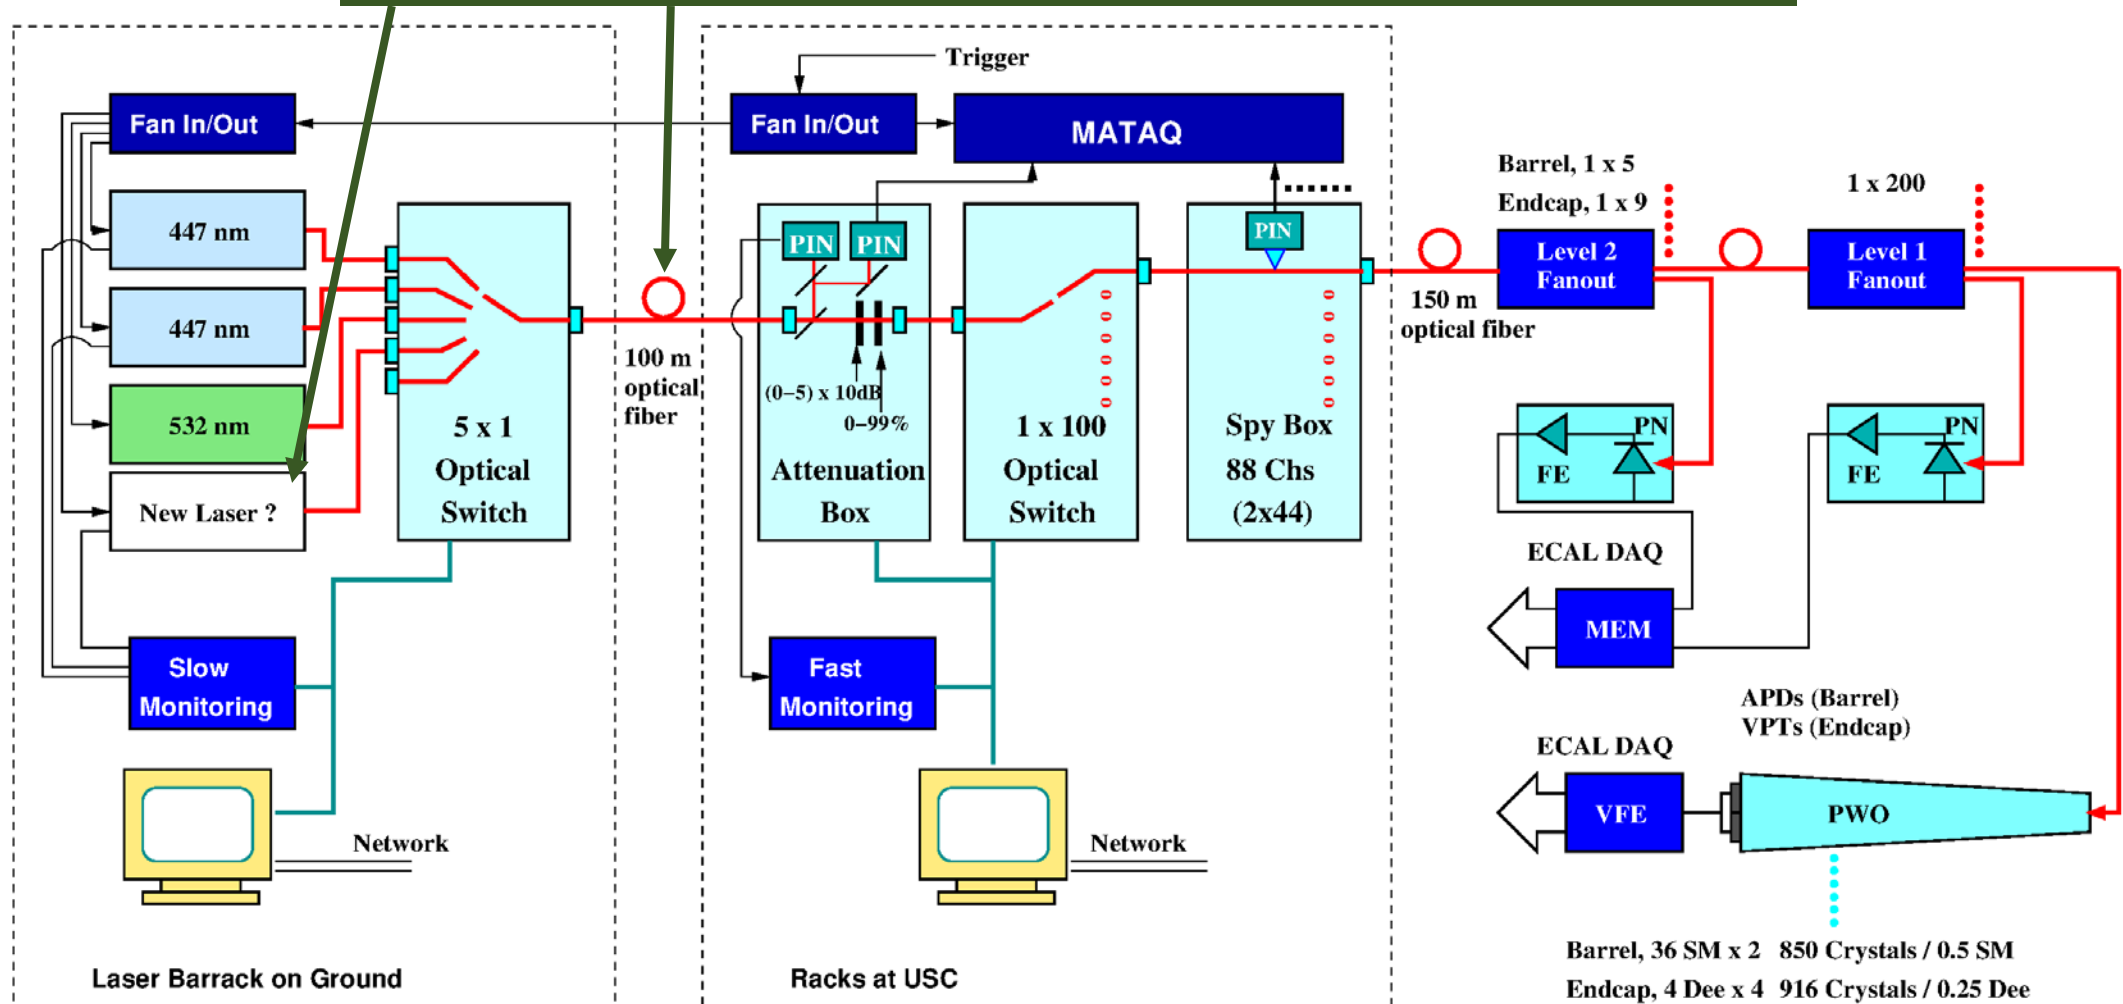 Trigger
Fan In/Out
Fan In/Out
MATAQ
447 nm
447 nm
532 nm
New Laser ?
5 x 1
Optical
Switch
100 m
optical
fiber
PIN
PIN
(0-5) x 10dB
0-99%
Attenuation
Box
1 x 100
Optical
Switch
PIN
Spy Box
88 Chs
(2x44)
Barrel, 1 x 5
Endcap, 1 x 9
1 x 200
Level 2
Fanout
Level 1
Fanout
150 m
optical fiber
PN
FE
PN
FE
ECAL DAQ
MEM
Slow
Monitoring
Fast
Monitoring
APDs (Barrel)
VPTs (Endcap)
ECAL DAQ
VFE
PWO
Network
Network
Barrel, 36 SM x 2 850 Crystals / 0.5 SM
Endcap, 4 Dee x 4 916 Crystals / 0.25 Dee
Laser Barrack on Ground
Racks at USC